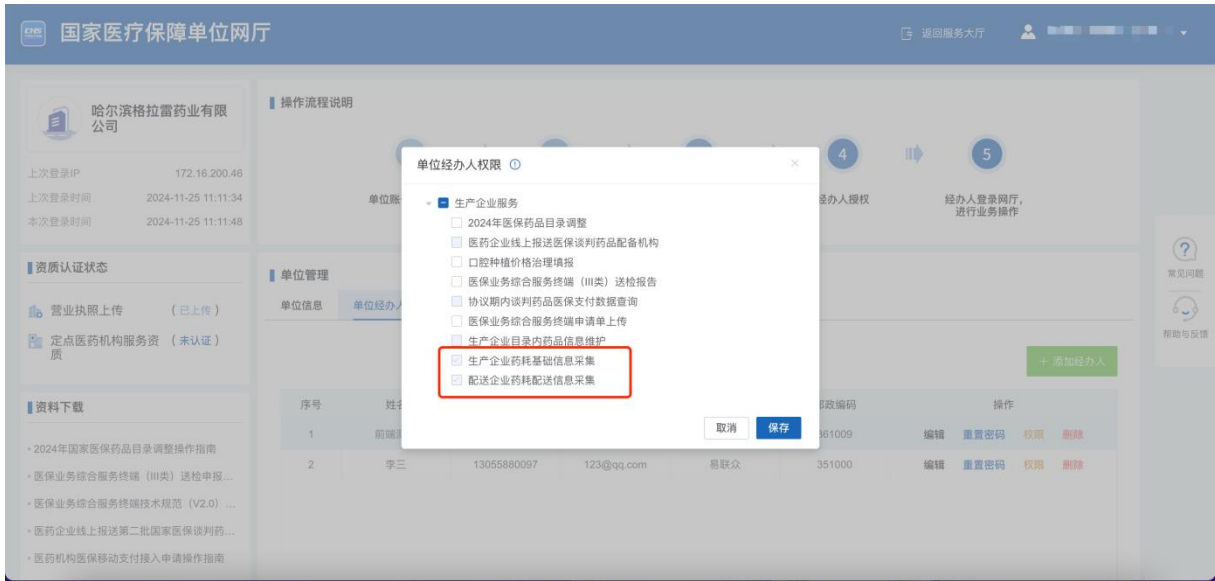 CHS
国家医疗保障单位网厅
返回服务大厅
哈尔滨格拉雷药业有限
公司
上次登录IP 172.16.200.46
上次登录时间 2024-11-25 11:11:34
本次登录时间 2024-11-25 11:11:48
资质认证状态
营业执照上传 (已上传)
定点医药机构服务资 (未认证)
质
资料下载
2024年国家医保药品目录调整操作指南
医保业务综合服务终端(III类)送检申报...
医保业务综合服务终端技术规范(V2.0)...
医药企业线上报送第二批国家医保谈判药...
医药机构医保移动支付接入申请操作指南
操作流程说明
4
5
单位账
经办人授权
经办人登录网厅,
进行业务操作
单位管理
单位信息 单位经办人
+ 添加经办人
序号 姓名 邮政编码 操作
1 前端 361009 编辑 重置密码 权限 删除
2 李三 13055880097 123@qq.com 易联众 351000 编辑 重置密码 权限 删除
单位经办人权限
生产企业服务
2024年医保药品目录调整
医药企业线上报送医保谈判药品配备机构
口腔种植价格治理填报
医保业务综合服务终端(III类)送检报告
协议期内谈判药品医保支付数据查询
医保业务综合服务终端申请单上传
生产企业目录内药品信息维护
生产企业药耗基础信息采集
配送企业药耗配送信息采集
取消 保存
?
常见问题
帮助与反馈